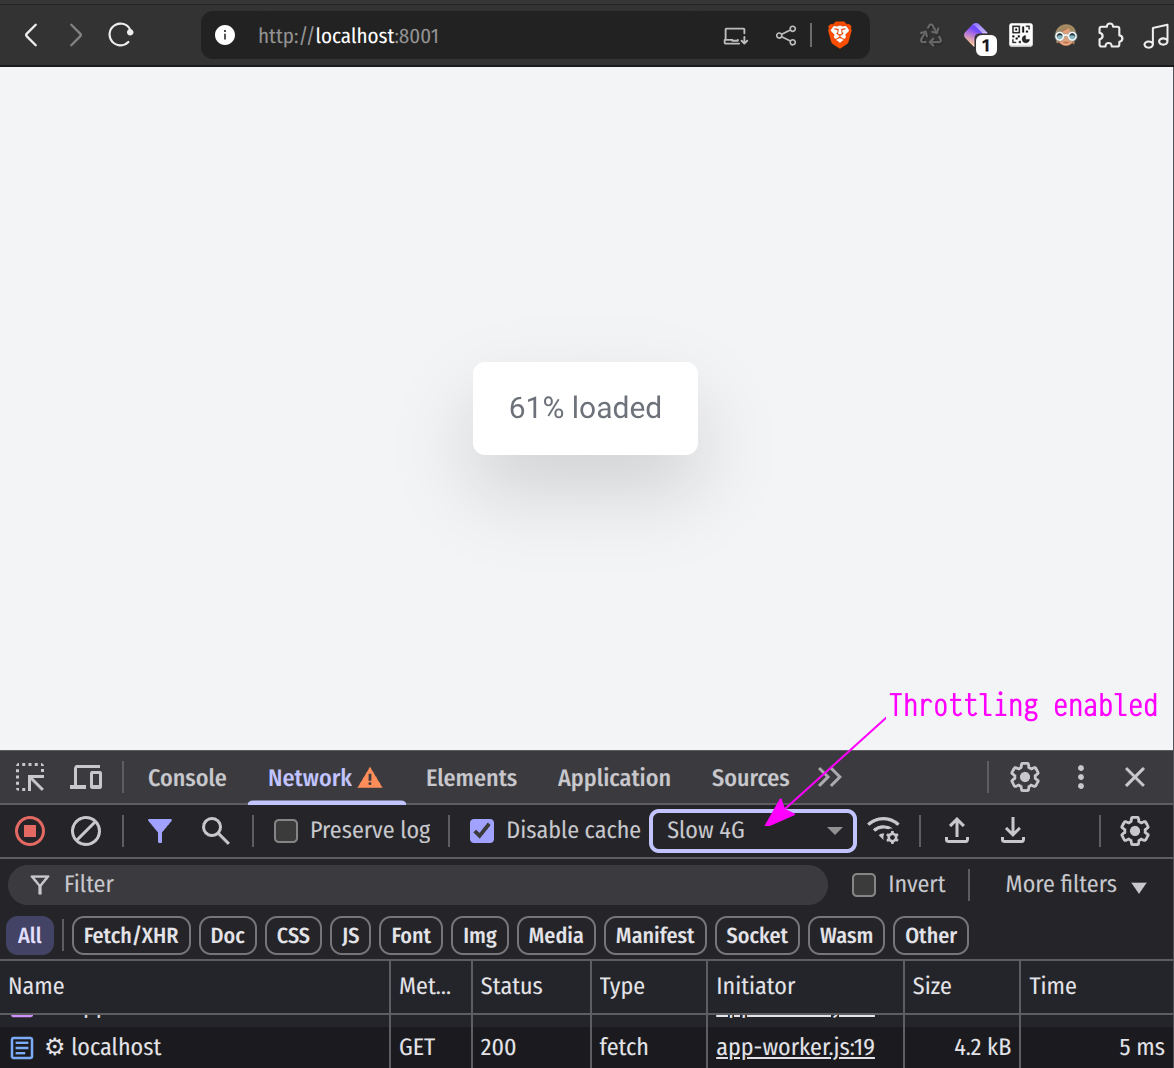 http://localhost:8001
1
61% loaded
Throttling enabled
Console Network Elements Application Sources
Preserve log Disable cache Slow 4G
Filter Invert More filters
All Fetch/XHR Doc CSS JS Font Img Media Manifest Socket Wasm Other
Name Met... Status Type Initiator Size Time
localhost GET 200 fetch app-worker.js:19 4.2 kB 5 ms